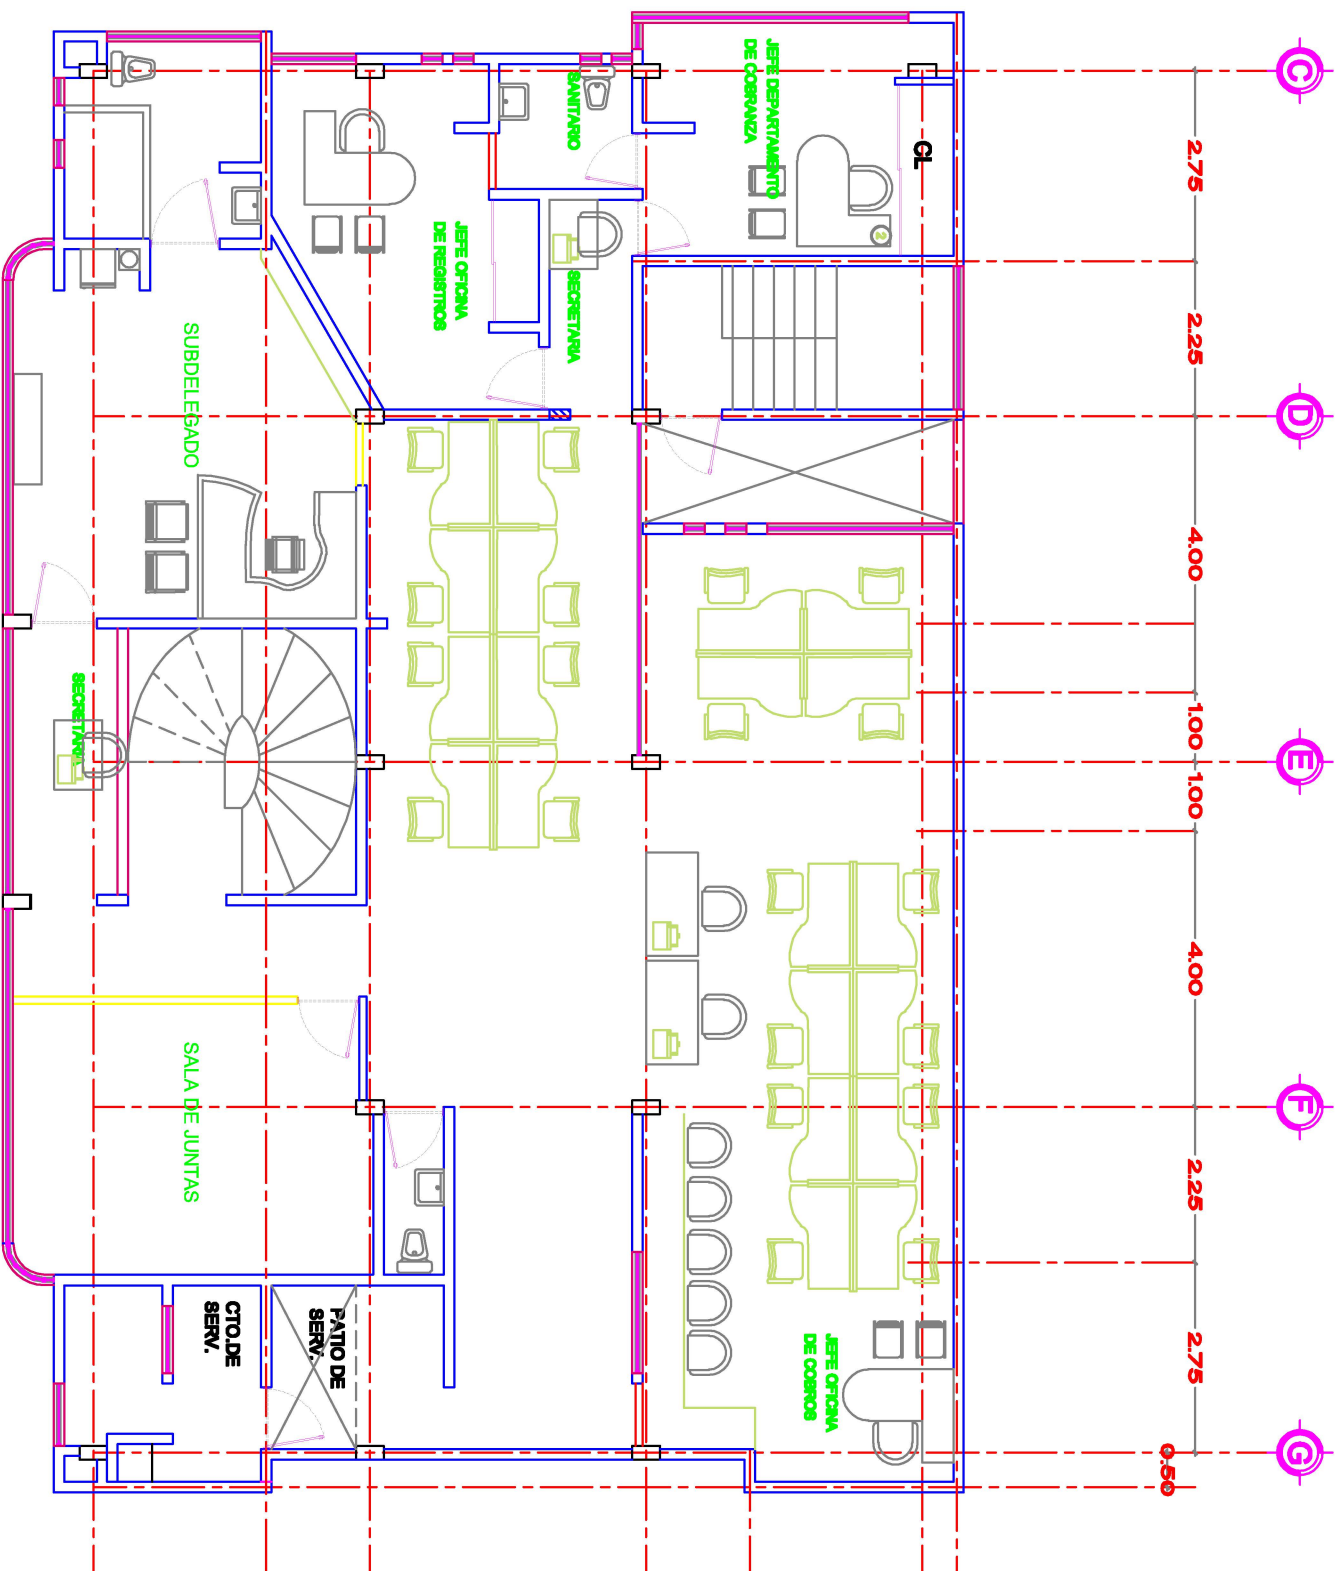 C
D
E
F
G
2.75
2.25
4.00
1.00
1.00
4.00
2.25
2.75
0.50
CL
2
JEFE DEPARTAMENTO
DE COBRANZA
SANITARIO
SECRETARIA
JEFE OFICINA
DE REGISTROS
SUBDELEGADO
SECRETARIA
SALA DE JUNTAS
JEFE OFICINA
DE COBROS
PATIO DE
SERV.
CTO.DE
SERV.